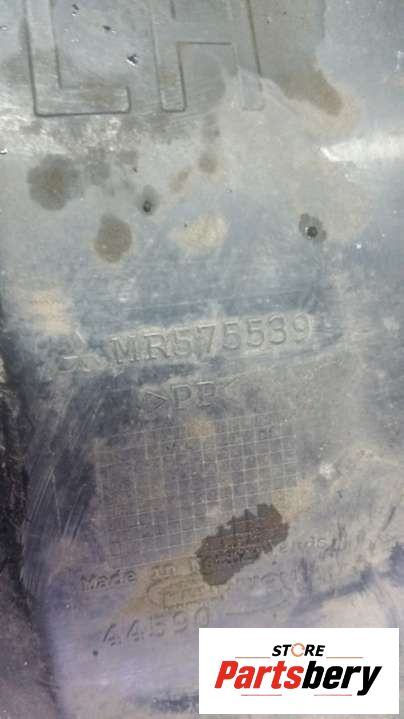 LH
MR575539
>PP<
Made in
44590
STORE
Partsbery